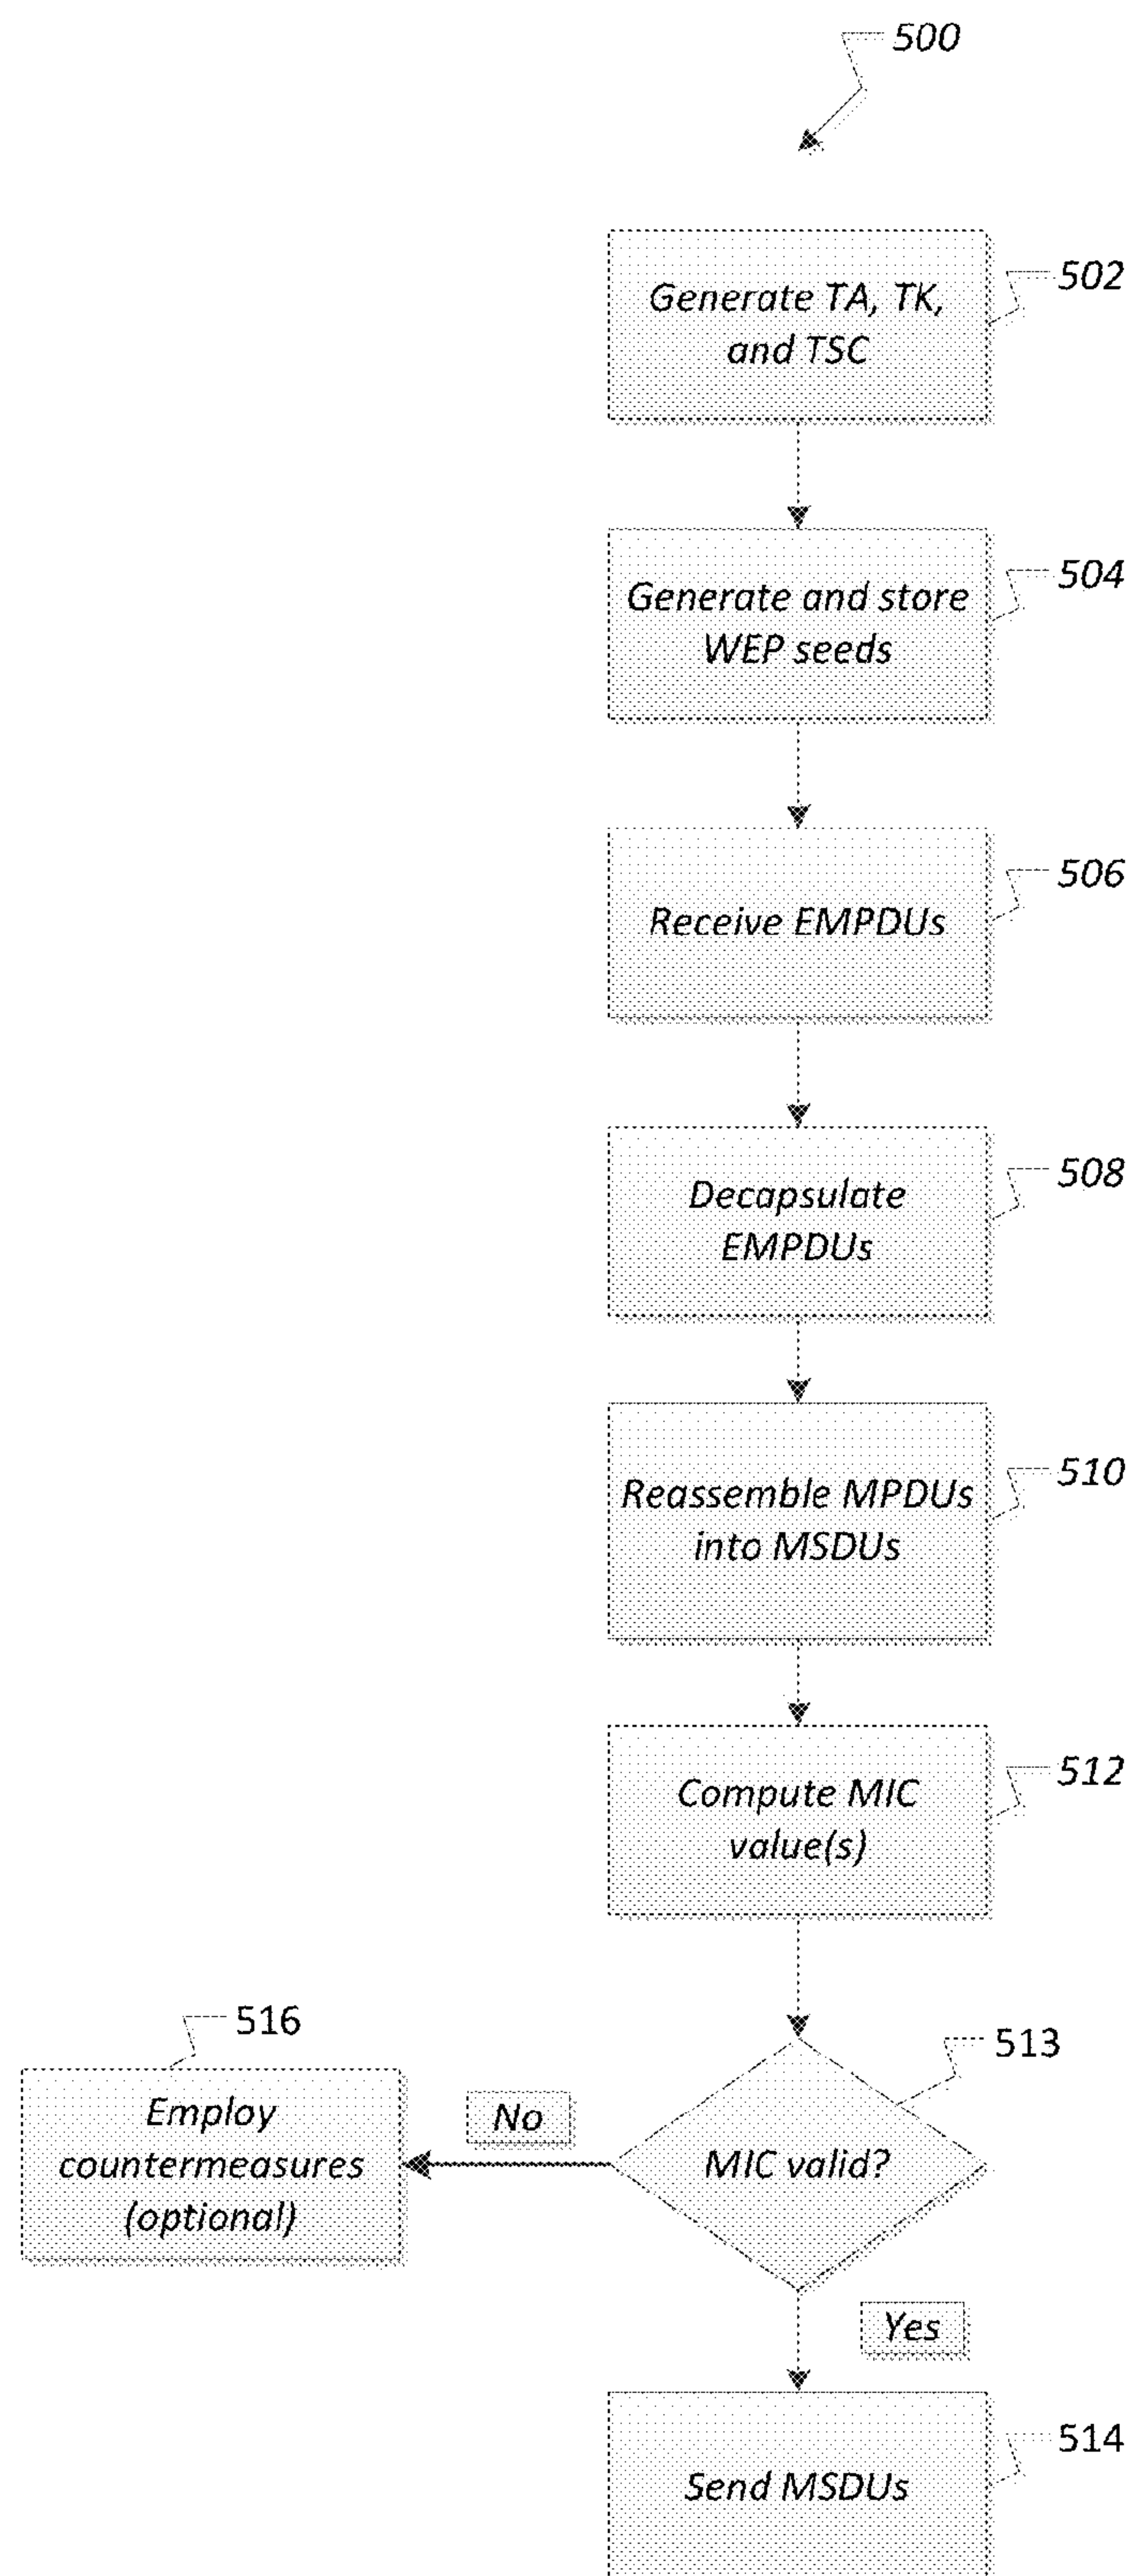 500
Generate TA, TK,
and TSC
502
Generate and store
WEP seeds
504
Receive EMPDUs
506
Decapsulate
EMPDUs
508
Reassemble MPDUs
into MSDUs
510
Compute MIC
value(s)
512
MIC valid?
513
No
Employ
countermeasures
(optional)
516
Yes
Send MSDUs
514